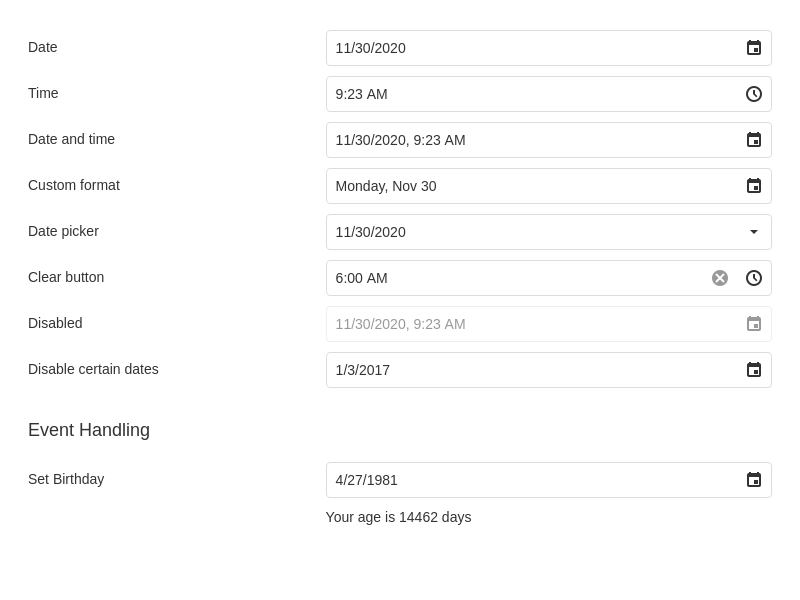 Date 11/30/2020
Time 9:23 AM
Date and time 11/30/2020, 9:23 AM
Custom format Monday, Nov 30
Date picker 11/30/2020
Clear button 6:00 AM
Disabled 11/30/2020, 9:23 AM
Disable certain dates 1/3/2017
Event Handling
Set Birthday 4/27/1981
Your age is 14462 days